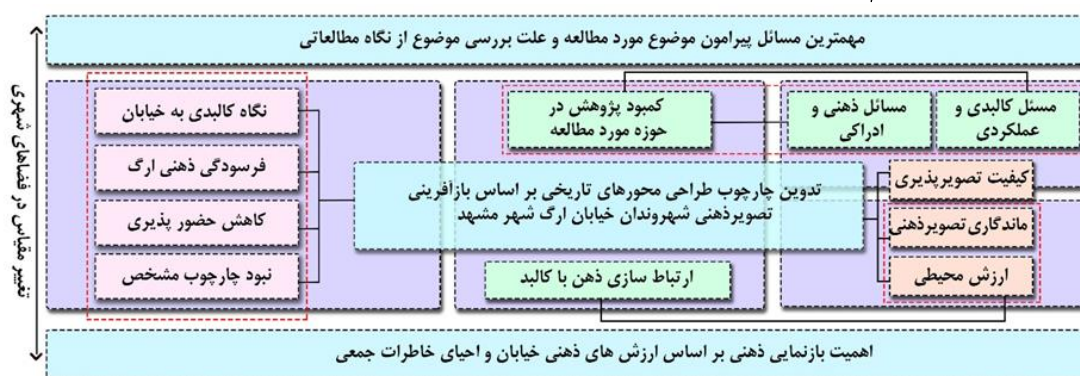 مهمترین مسائل پیرامون موضوع مورد مطالعه و علت بررسی موضوع از نگاه مطالعاتی
مسئل کالبدی و
عملکردی
مسائل ذهنی و
ادراکی
کمبود پژوهش در
حوزه مورد مطالعه
نگاه کالبدی به خیابان
فرسودگی ذهنی ارگ
کاهش حضور پذیری
نبود چارچوب مشخص
کیفیت تصویرپذیری
ماندگاری تصویرذهنی
ارزش محیطی
تدوین چارچوب طراحی محورهای تاریخی بر اساس بازآفرینی
تصویرذهنی شهروندان خیابان ارگ شهر مشهد
ارتباط سازی ذهن با کالبد
تغییر مقیاس در فضاهای شهری
اهمیت بازنمایی ذهنی بر اساس ارزش های ذهنی خیابان و احیای خاطرات جمعی